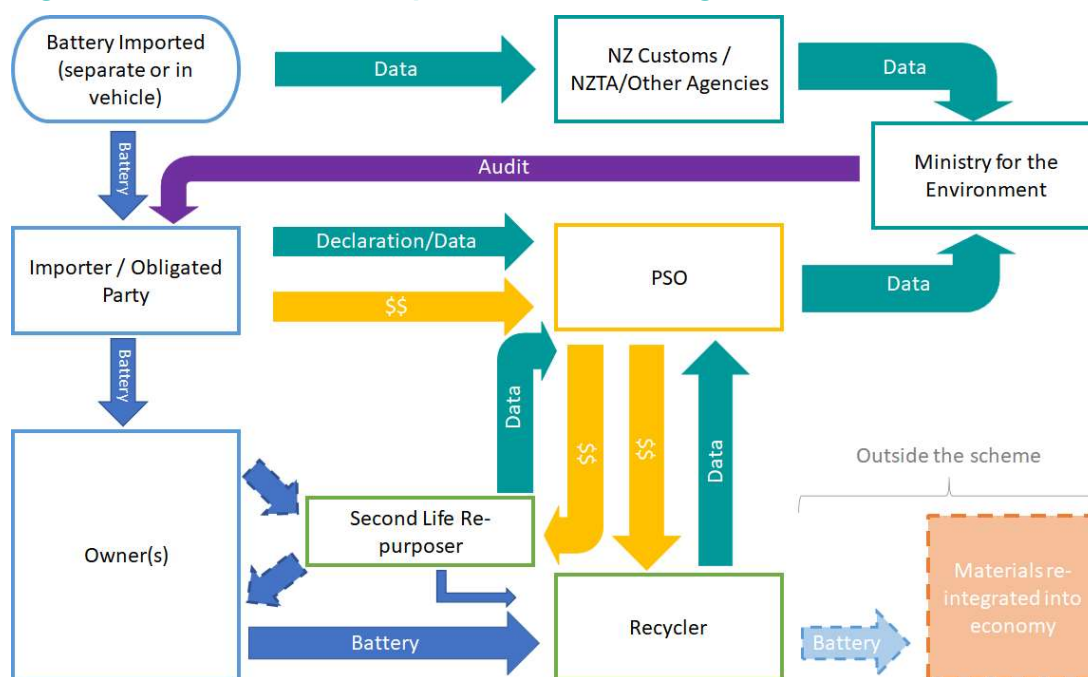 Battery Imported
(separate or in
vehicle)
Data
NZ Customs /
NZTA/Other Agencies
Data
Battery
Audit
Ministry for the
Environment
Importer / Obligated
Party
Declaration/Data
$$
PSO
Data
Battery
Data
$$
$$
Data
Outside the scheme
Owner(s)
Second Life Re-
purposer
Materials re-
integrated into
economy
Battery
Recycler
Battery